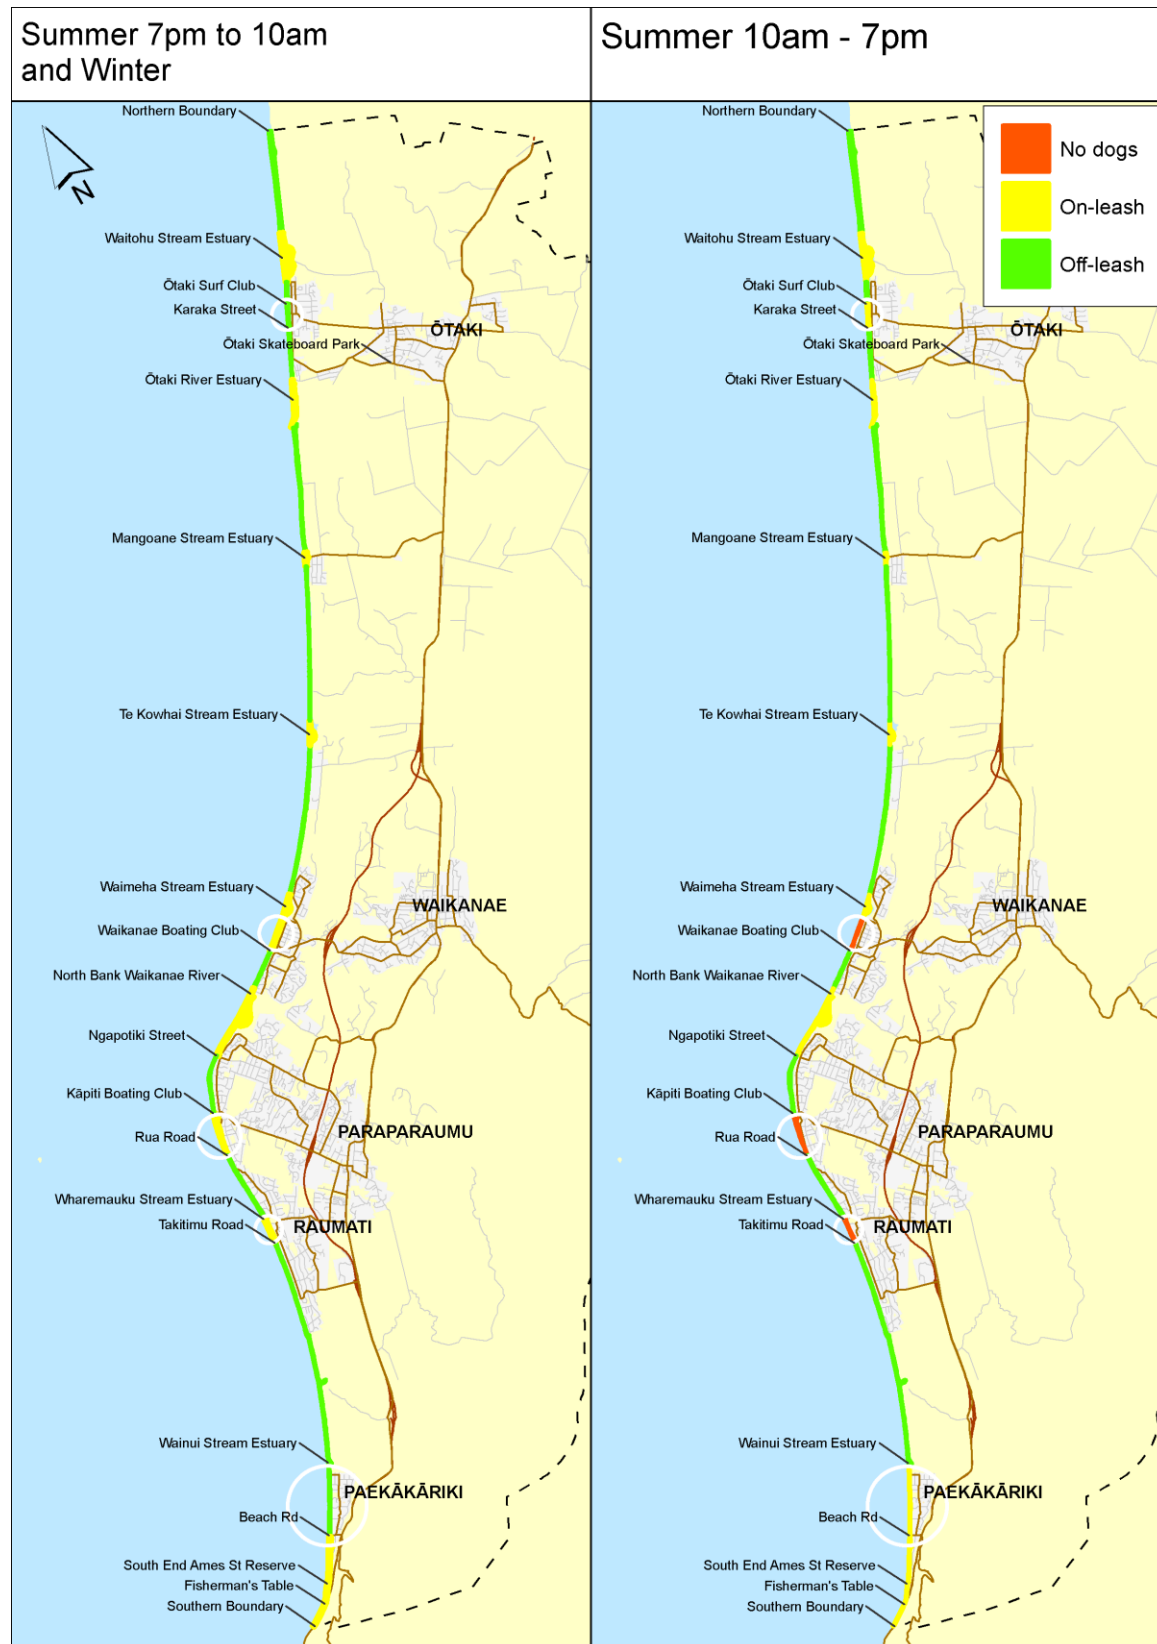 Summer 7pm to 10am
and Winter
Northern Boundary
N
Waitohu Stream Estuary
Ōtaki Surf Club
Karaka Street
ŌTAKI
Ōtaki Skateboard Park
Ōtaki River Estuary
Mangoane Stream Estuary
Te Kowhai Stream Estuary
Waimeha Stream Estuary
WAIKANAE
Waikanae Boating Club
North Bank Waikanae River
Ngapotiki Street
Kāpiti Boating Club
PARAPARAUMU
Rua Road
Wharemauku Stream Estuary
Takitimu Road
RAUMATI
Wainui Stream Estuary
PAEKĀKĀRIKI
Beach Rd
South End Ames St Reserve
Fisherman's Table
Southern Boundary
Summer 10am - 7pm
Northern Boundary
No dogs
On-leash
Off-leash
Waitohu Stream Estuary
Ōtaki Surf Club
Karaka Street
ŌTAKI
Ōtaki Skateboard Park
Ōtaki River Estuary
Mangoane Stream Estuary
Te Kowhai Stream Estuary
Waimeha Stream Estuary
WAIKANAE
Waikanae Boating Club
North Bank Waikanae River
Ngapotiki Street
Kāpiti Boating Club
PARAPARAUMU
Rua Road
Wharemauku Stream Estuary
Takitimu Road
RAUMATI
Wainui Stream Estuary
PAEKĀKĀRIKI
Beach Rd
South End Ames St Reserve
Fisherman's Table
Southern Boundary